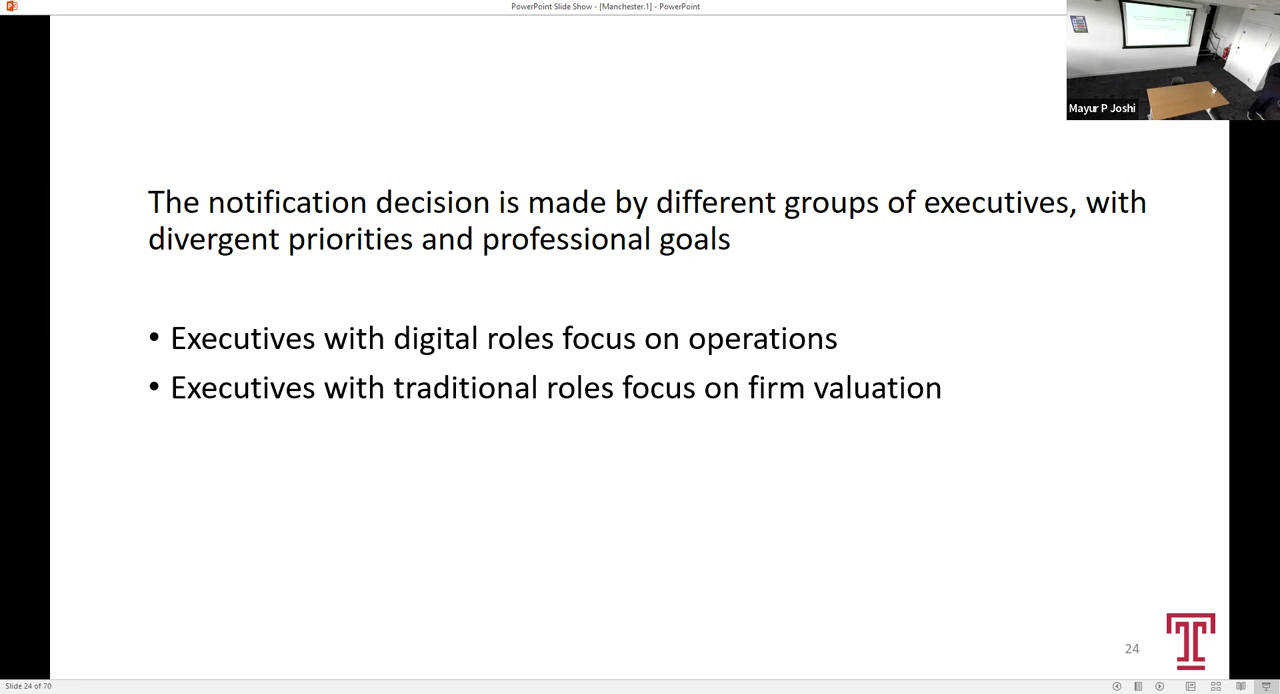 PowerPoint Slide Show - [Manchester.1] - PowerPoint
Mayur P Joshi
The notification decision is made by different groups of executives, with
divergent priorities and professional goals
• Executives with digital roles focus on operations
• Executives with traditional roles focus on firm valuation
24
T
Slide 24 of 70